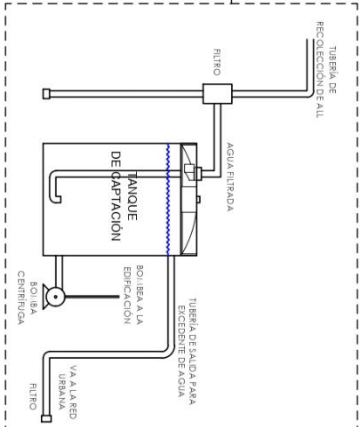 TUBERÍA DE
RECOLECCIÓN DE ALL
FILTRO
AGUA FILTRADA
TANQUE
DE CAPTACIÓN
TUBERÍA DE SALIDA PARA
EXCEDENTE DE AGUA
BOMBEA A LA
EDIFICACIÓN
BOMBA
CENTRÍFUGA
VA A LA RED
URBANA
FILTRO